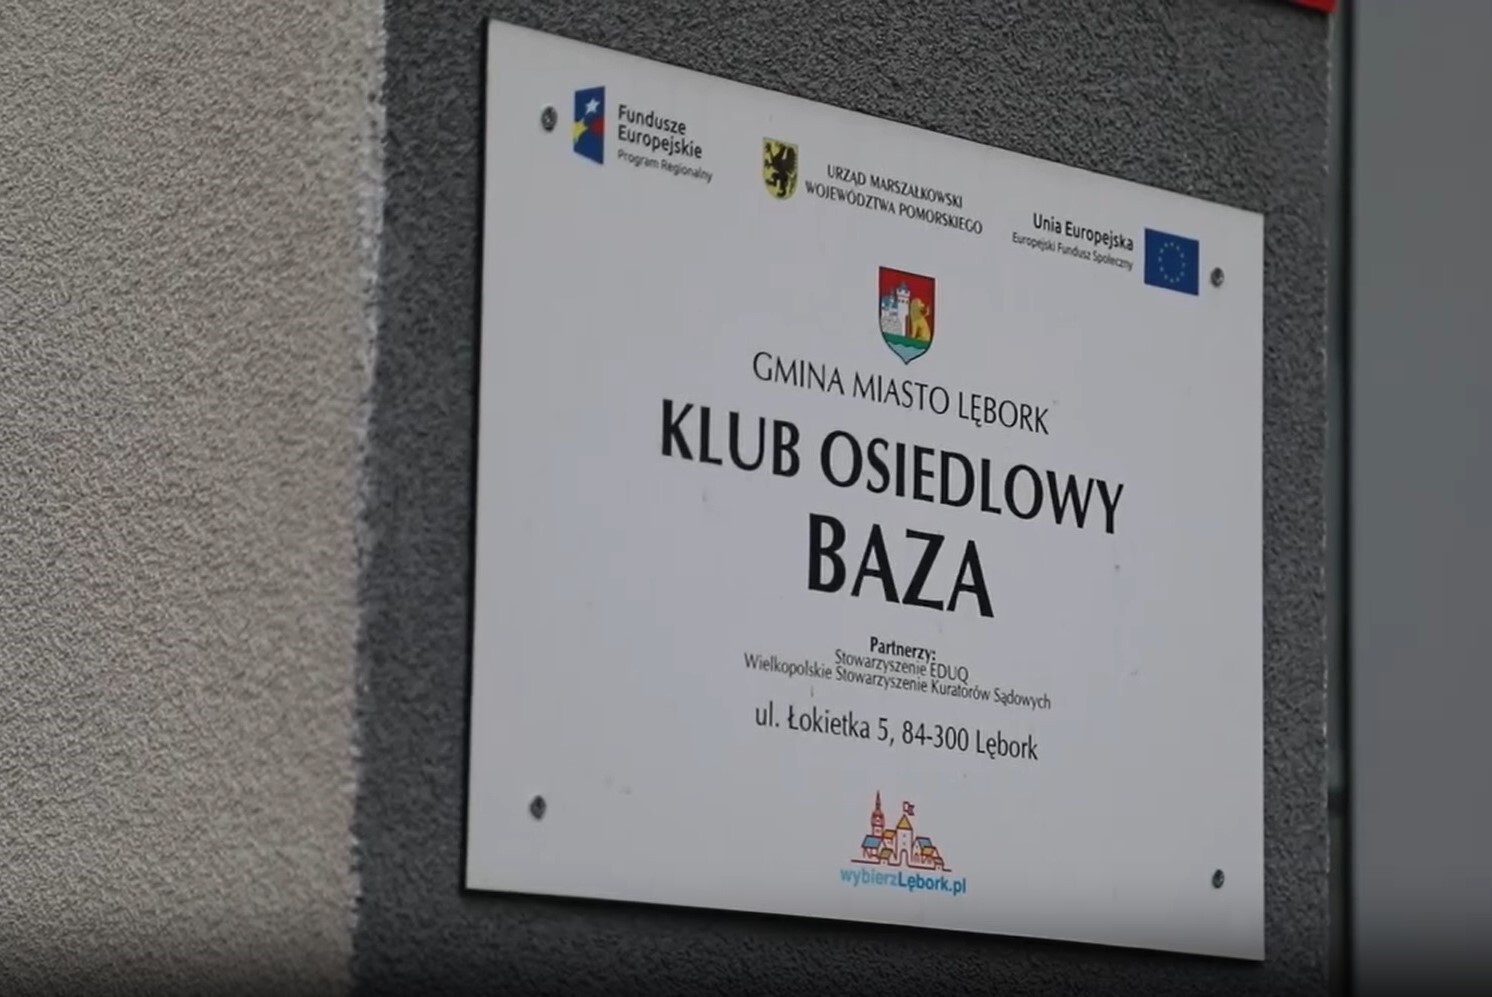 Fundusze
Europejskie
Program Regionalny
URZĄD MARSZAŁKOWSKI
WOJEWÓDZTWA POMORSKIEGO
Unia Europejska
Europejski Fundusz Społeczny
GMINA MIASTO LĘBORK
KLUB OSIEDLOWY
BAZA
Partnerzy:
Stowarzyszenie EDUQ
Wielkopolskie Stowarzyszenie Kuratorów Sądowych
ul. Łokietka 5, 84-300 Lębork
wybierzLębork.pl